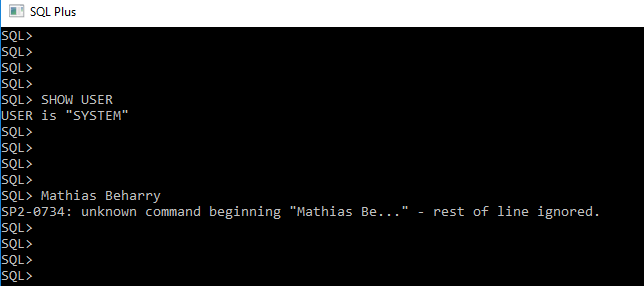 SQL Plus
SQL>
SQL>
SQL>
SQL>
SQL> SHOW USER
USER is "SYSTEM"
SQL>
SQL>
SQL>
SQL>
SQL> Mathias Beharry
SP2-0734: unknown command beginning "Mathias Be..." - rest of line ignored.
SQL>
SQL>
SQL>
SQL>